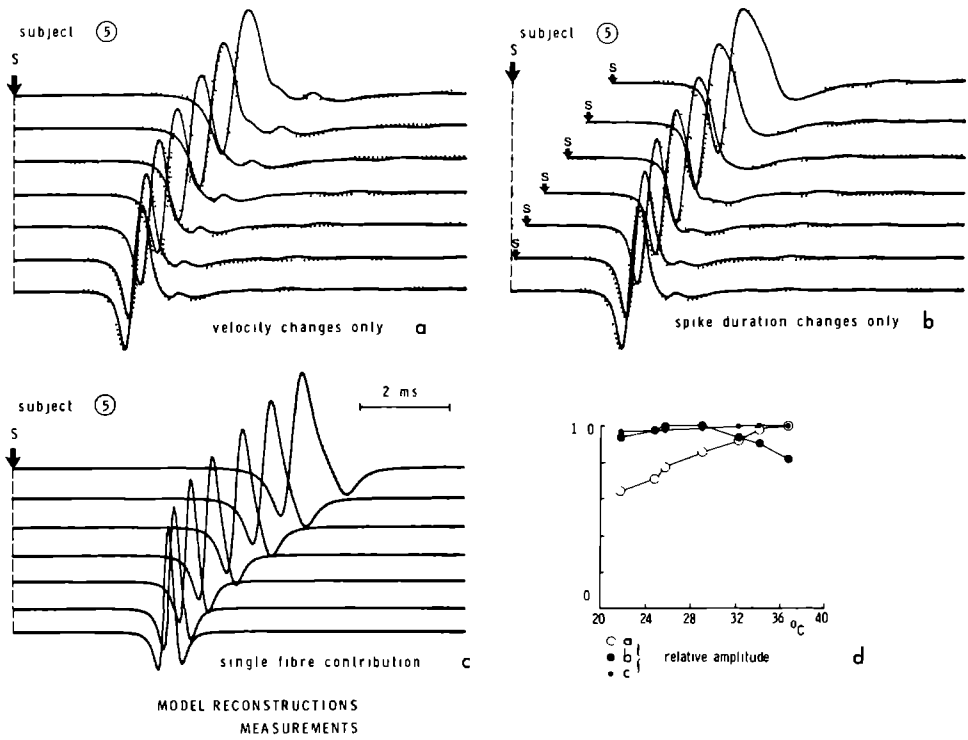 subject 5
S
velocity changes only a
subject 5
S
S
S
S
S
S
S
spike duration changes only b
subject 5
S
2 ms
single fibre contribution c
1 0
0
20 24 28 32 36 40
°C
a
b
c
relative amplitude
d
MODEL RECONSTRUCTIONS
MEASUREMENTS